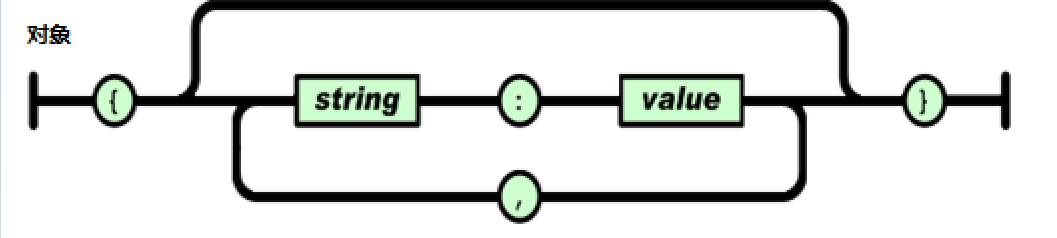 对象
{ string : value }
,